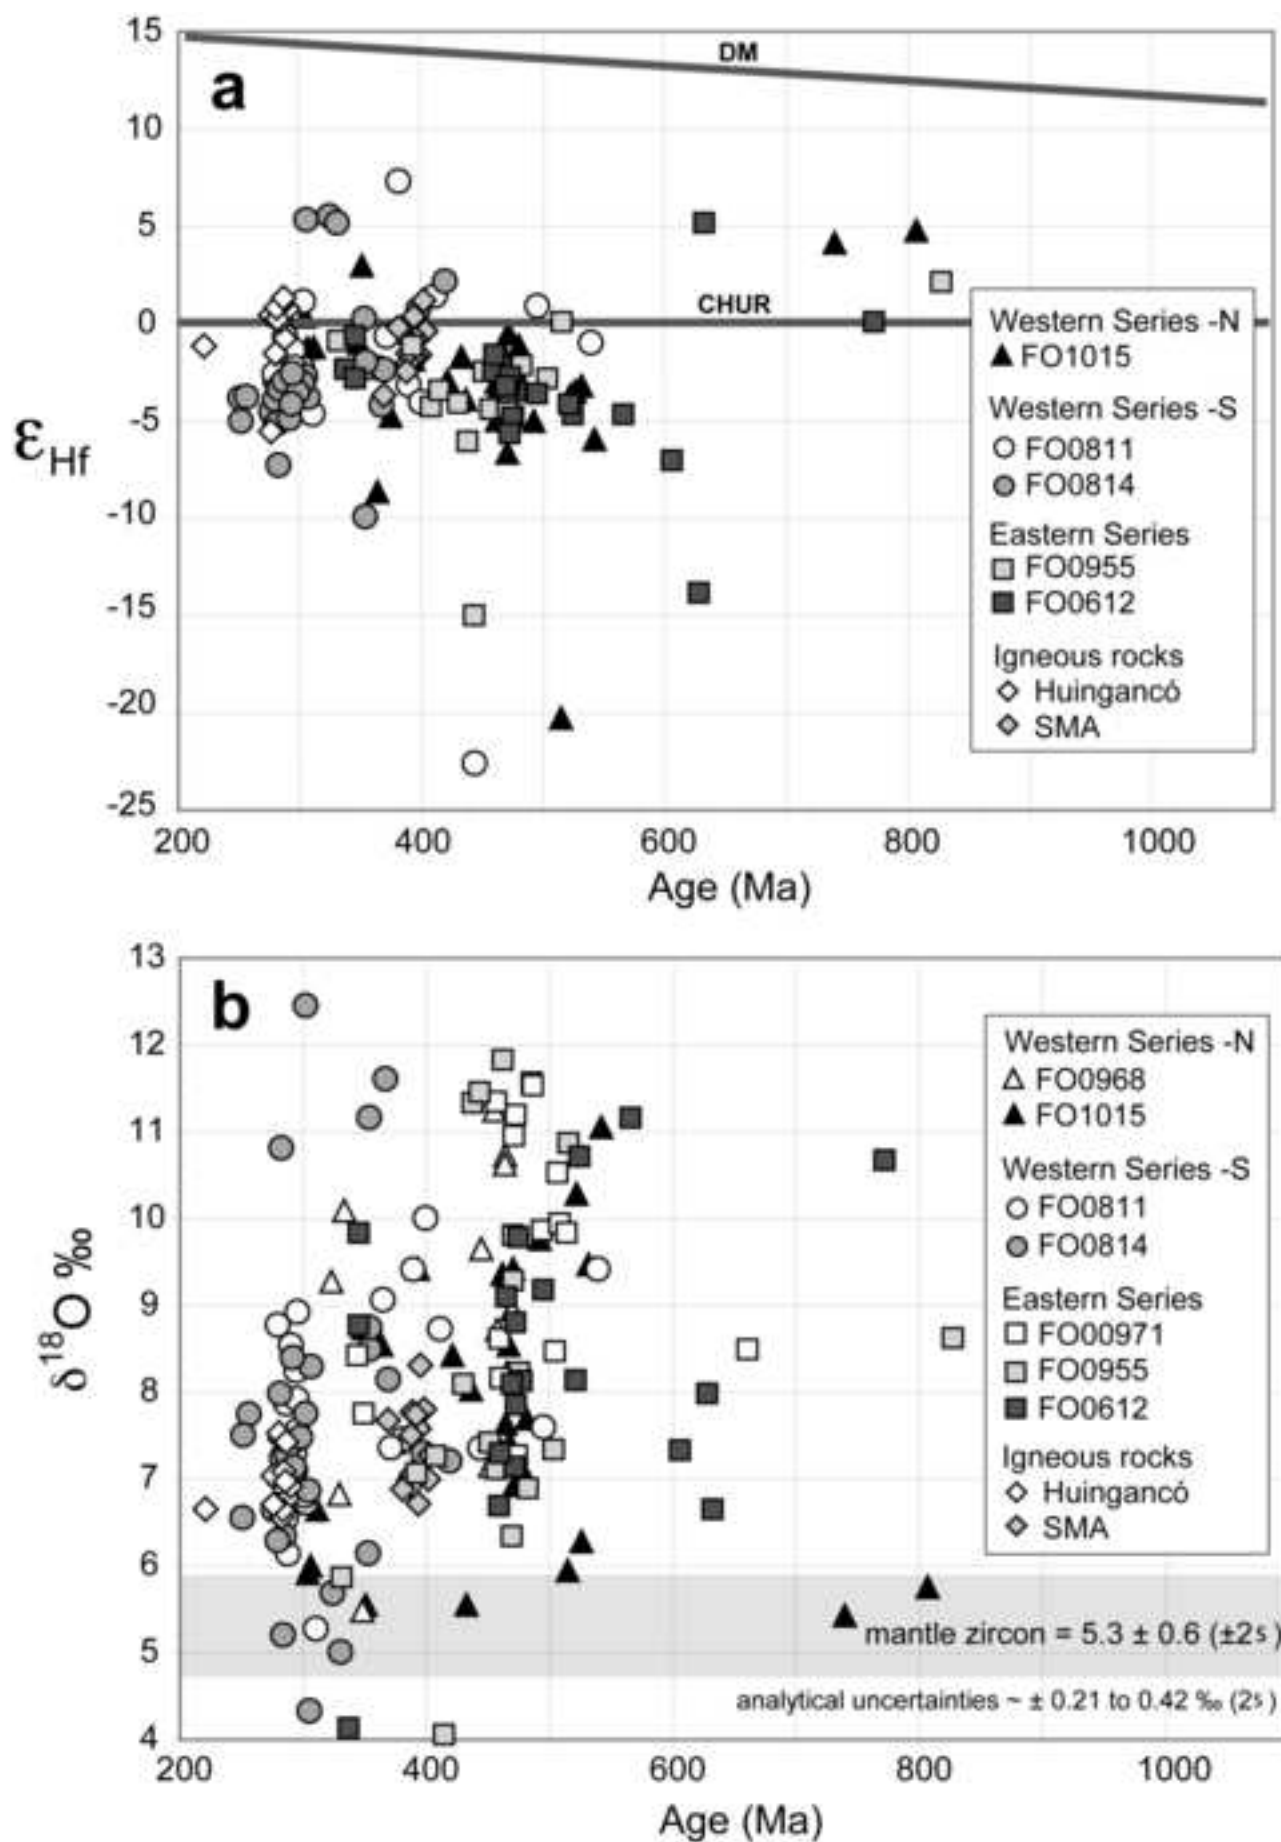 a
DM
CHUR
15
10
5
0
-5
-10
-15
-20
-25
εHf
200
400
600
800
1000
Age (Ma)
Western Series -N
FO1015
Western Series -S
FO0811
FO0814
Eastern Series
FO0955
FO0612
Igneous rocks
Huingancó
SMA
b
13
12
11
10
9
8
7
6
5
4
δ¹⁸O ‰
Western Series -N
FO0968
FO1015
Western Series -S
FO0811
FO0814
Eastern Series
FO00971
FO0955
FO0612
Igneous rocks
Huingancó
SMA
mantle zircon = 5.3 ± 0.6 (±2s)
analytical uncertainties ~ ± 0.21 to 0.42 ‰ (2s)
200
400
600
800
1000
Age (Ma)